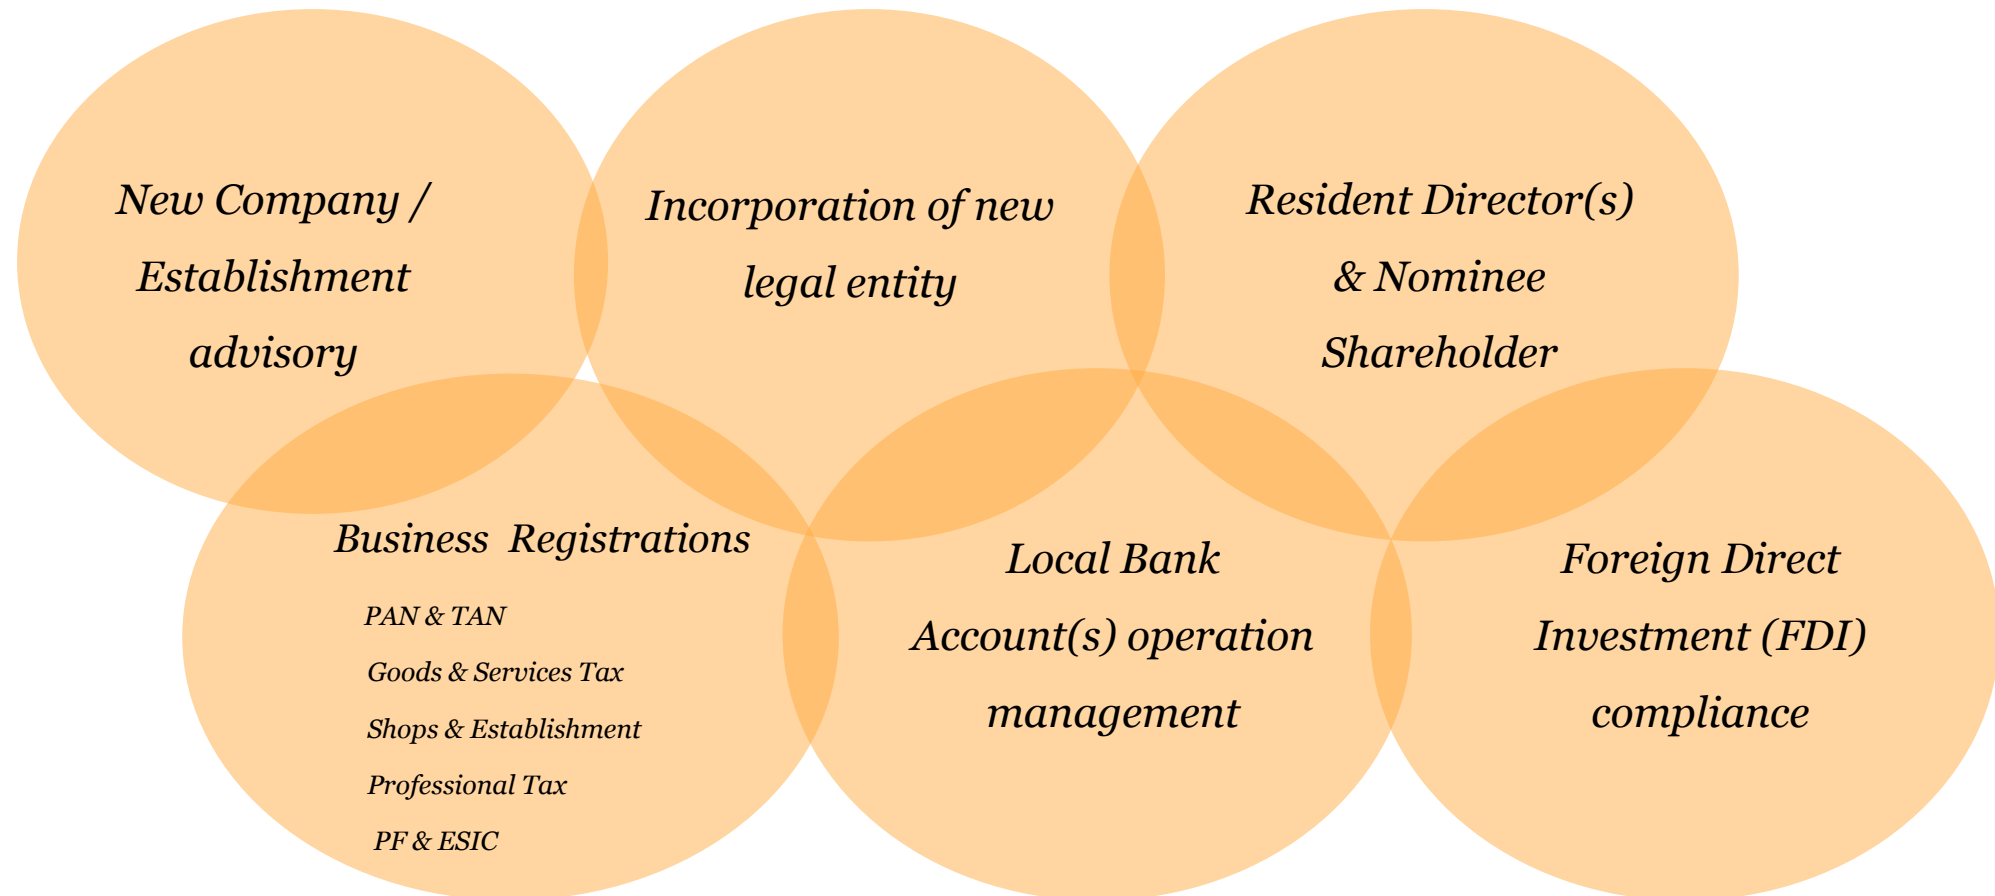 New Company /
Establishment
advisory
Incorporation of new
legal entity
Resident Director(s)
& Nominee
Shareholder
Business  Registrations
PAN & TAN
Goods & Services Tax
Shops & Establishment
Professional Tax
PF & ESIC
Local Bank
Account(s) operation
management
Foreign Direct
Investment (FDI)
compliance